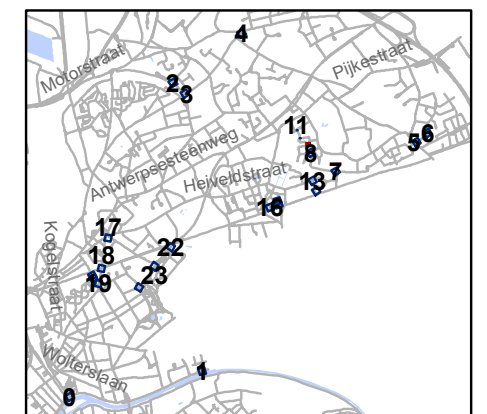 4
Motorstraat
Pijkestraat
2
3
11
6
5
8
Antwerpsesteenweg
Heiveldstraat
7
13
16
17
Kogelstraat
22
18
23
19
Wolterslaan
1
0